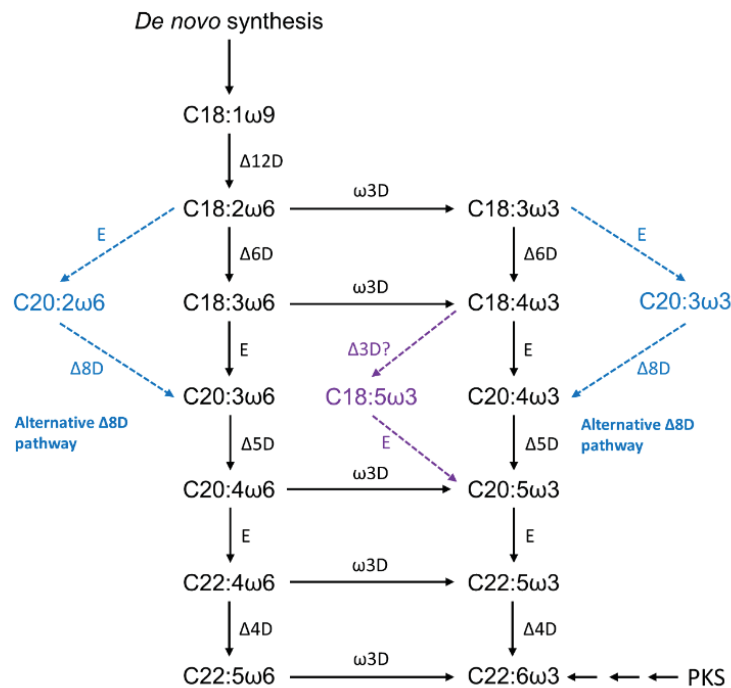 De novo synthesis
C18:1ω9
Δ12D
C18:2ω6
ω3D
C18:3ω3
E
Δ6D
Δ6D
E
C20:2ω6
C18:3ω6
ω3D
C18:4ω3
C20:3ω3
Δ8D
E
Δ3D?
E
Δ8D
C20:3ω6
C18:5ω3
C20:4ω3
Alternative Δ8D
pathway
Δ5D
E
Δ5D
Alternative Δ8D
pathway
C20:4ω6
ω3D
C20:5ω3
E
E
C22:4ω6
ω3D
C22:5ω3
Δ4D
Δ4D
C22:5ω6
ω3D
C22:6ω3
PKS